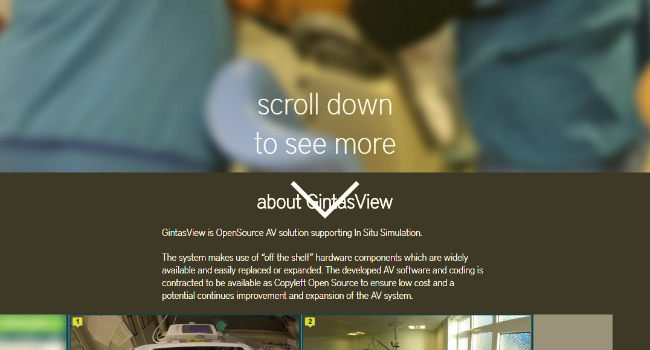 scroll down
to see more
about GintasView
GintasView is OpenSource AV solution supporting In Situ Simulation.
The system makes use of “off the shelf” hardware components which are widely
available and easily replaced or expanded. The developed AV software and coding is
contracted to be available as Copyleft Open Source to ensure low cost and a
potential continues improvement and expansion of the AV system.
1
2